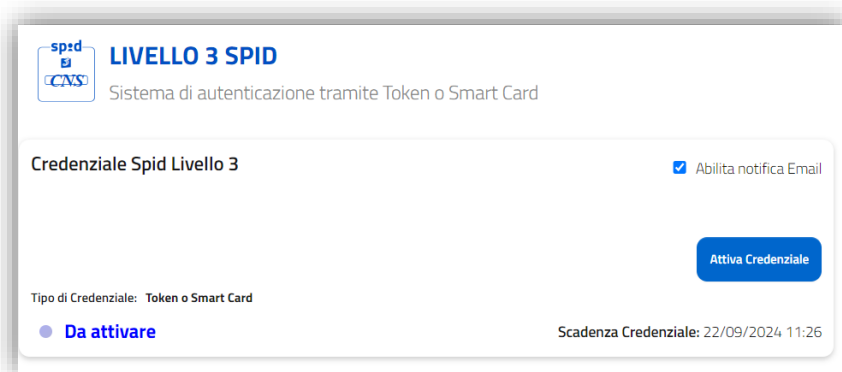 spid
3
CNS
LIVELLO 3 SPID
Sistema di autenticazione tramite Token o Smart Card
Credenziale Spid Livello 3
Abilita notifica Email
Attiva Credenziale
Tipo di Credenziale: Token o Smart Card
Da attivare
Scadenza Credenziale: 22/09/2024 11:26